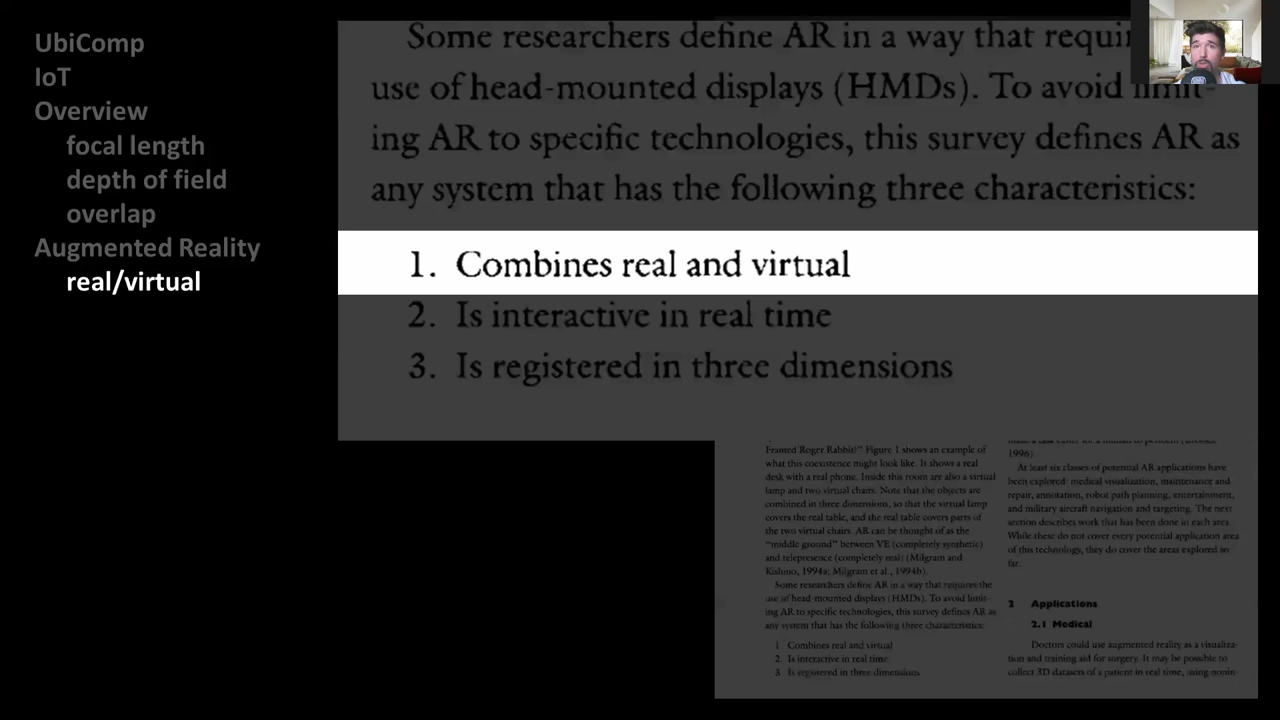 UbiComp
IoT
Overview
focal length
depth of field
overlap
Augmented Reality
real/virtual
Some researchers define AR in a way that requir
use of head-mounted displays (HMDs). To avoid limit-
ing AR to specific technologies, this survey defines AR as
any system that has the following three characteristics:
1. Combines real and virtual
2. Is interactive in real time
3. Is registered in three dimensions
Framed Roger Rabbit?" Figure 1 shows an example of
what this coexistence might look like. It shows a real
desk with a real phone. Inside this room are also a virtual
lamp and two virtual chairs. Note that the objects are
combined in three dimensions, so that the virtual lamp
covers the real table, and the real table covers parts of
the two virtual chairs. AR can be thought of as the
"middle ground" between VE (completely synthetic)
and telepresence (completely real) (Milgram and
Kishino, 1994a; Milgram et al., 1994b).
Some researchers define AR in a way that requires the
use of head-mounted displays (HMDs). To avoid limit-
ing AR to specific technologies, this survey defines AR as
any system that has the following three characteristics:
1 Combines real and virtual
2. Is interactive in real time
3 Is registered in three dimensions
1996).
At least six classes of potential AR applications have
been explored: medical visualization, maintenance and
repair, annotation, robot path planning, entertainment,
and military aircraft navigation and targeting. The next
section describes work that has been done in each area.
While these do not cover every potential application area
of this technology, they do cover the areas explored so
far.
2 Applications
2.1 Medical
Doctors could use augmented reality as a visualiza-
tion and training aid for surgery. It may be possible to
collect 3D datasets of a patient in real time, using nonin-